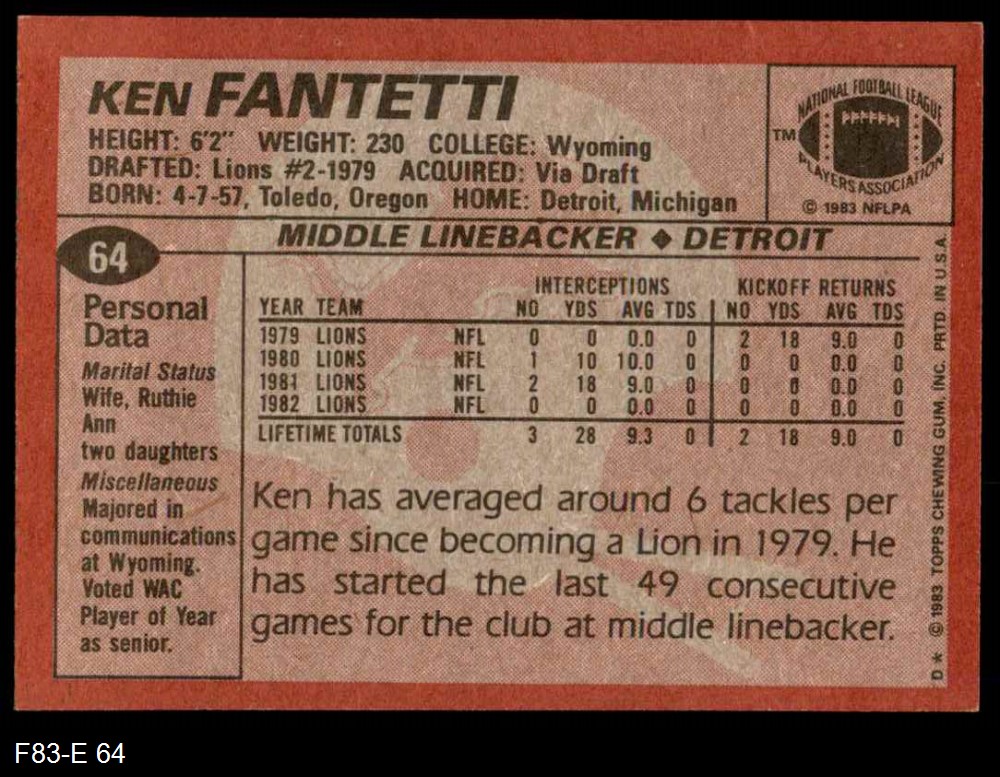 KEN FANTETTI
HEIGHT: 6'2" WEIGHT: 230 COLLEGE: Wyoming
DRAFTED: Lions #2-1979 ACQUIRED: Via Draft
BORN: 4-7-57, Toledo, Oregon HOME: Detroit, Michigan
NATIONAL FOOTBALL LEAGUE
TM
PLAYERS ASSOCIATION
© 1983 NFLPA
64
MIDDLE LINEBACKER ◆ DETROIT
Personal
Data
Marital Status
Wife, Ruthie
Ann
two daughters
Miscellaneous
Majored in
communications
at Wyoming.
Voted WAC
Player of Year
as senior.
INTERCEPTIONS KICKOFF RETURNS
YEAR TEAM NO YDS AVG TDS NO YDS AVG TDS
1979 LIONS NFL 0 0 0.0 0 2 18 9.0 0
1980 LIONS NFL 1 10 10.0 0 0 0 0.0 0
1981 LIONS NFL 2 18 9.0 0 0 0 0.0 0
1982 LIONS NFL 0 0 0.0 0 0 0 0.0 0
LIFETIME TOTALS 3 28 9.3 0 2 18 9.0 0
Ken has averaged around 6 tackles per
game since becoming a Lion in 1979. He
has started the last 49 consecutive
games for the club at middle linebacker.
D* © 1983 TOPPS CHEWING GUM, INC. PRTD. IN U.S.A.
F83-E 64